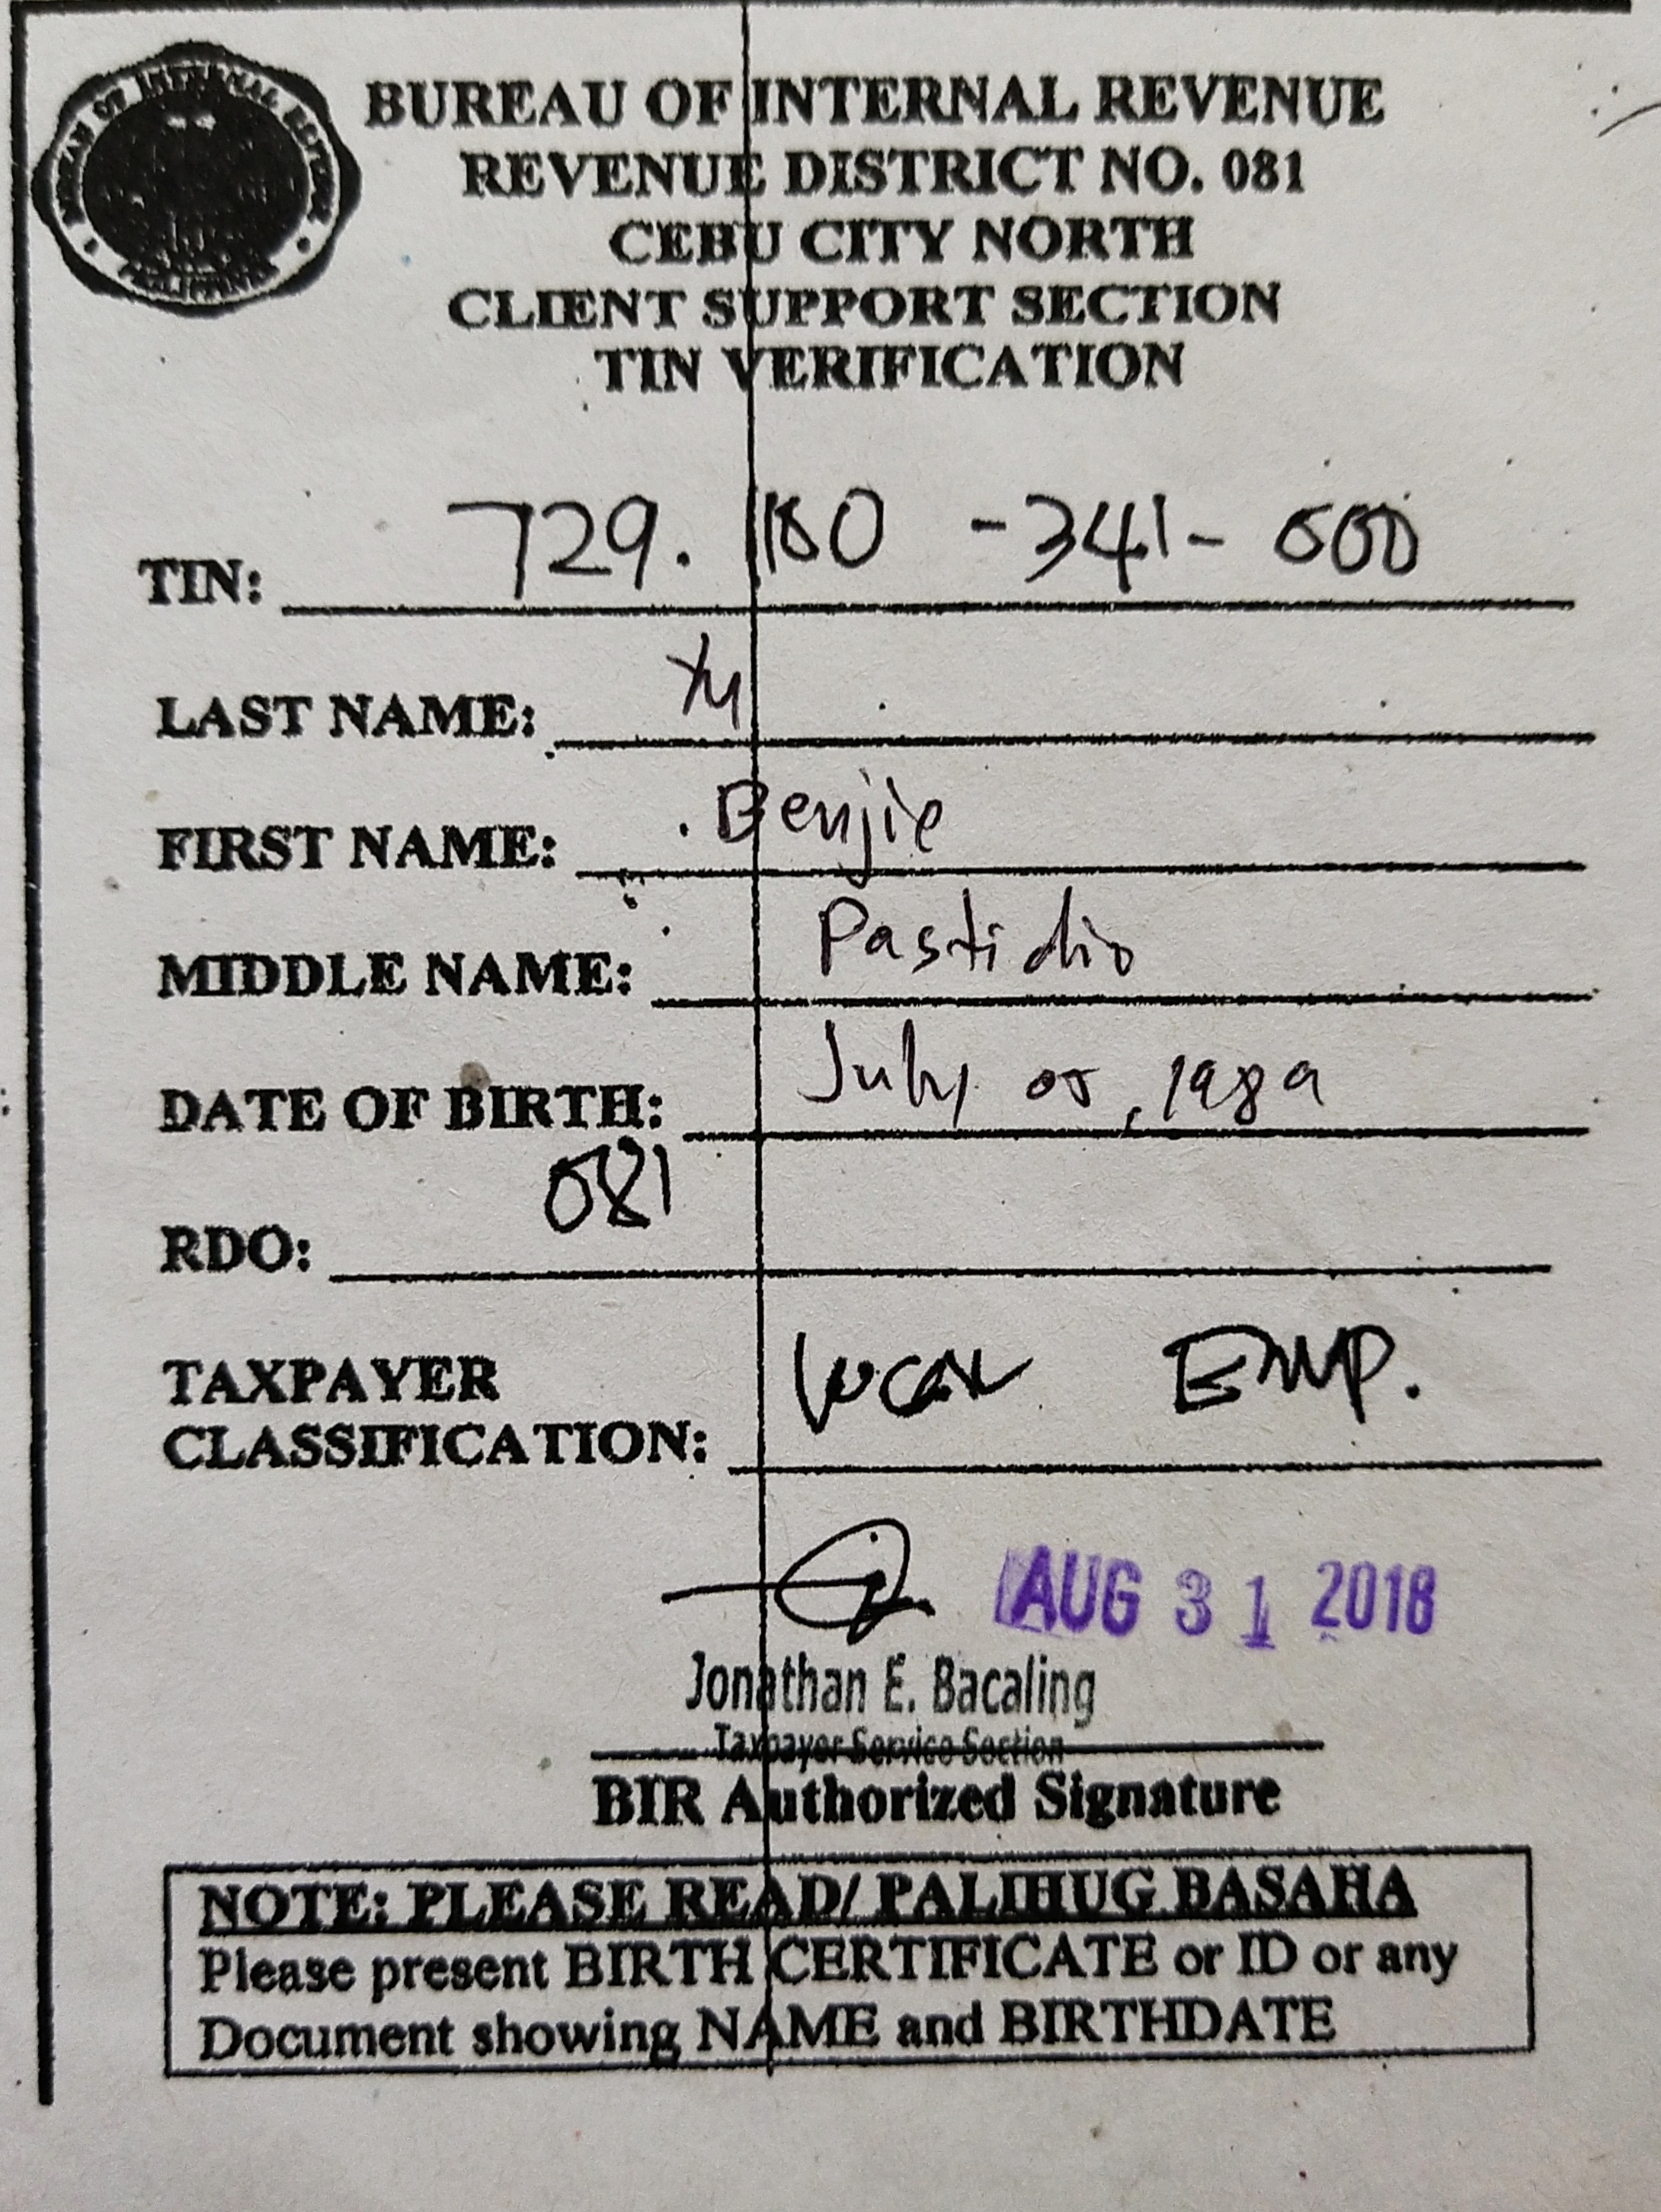 BUREAU OF INTERNAL REVENUE
REVENUE DISTRICT NO. 081
CEBU CITY NORTH
CLIENT SUPPORT SECTION
TIN VERIFICATION
TIN: 729. 180 -341- 000
LAST NAME:
FIRST NAME: Benjie
MIDDLE NAME: Pastidio
DATE OF BIRTH: July 05, 1989
RDO: 081
TAXPAYER
CLASSIFICATION: LOCAL EMP.
AUG 31 2018
Jonathan E. Bacaling
Taxpayer Service Section
BIR Authorized Signature
NOTE: PLEASE READ/ PALIHUG BASAHA
Please present BIRTH CERTIFICATE or ID or any
Document showing NAME and BIRTHDATE